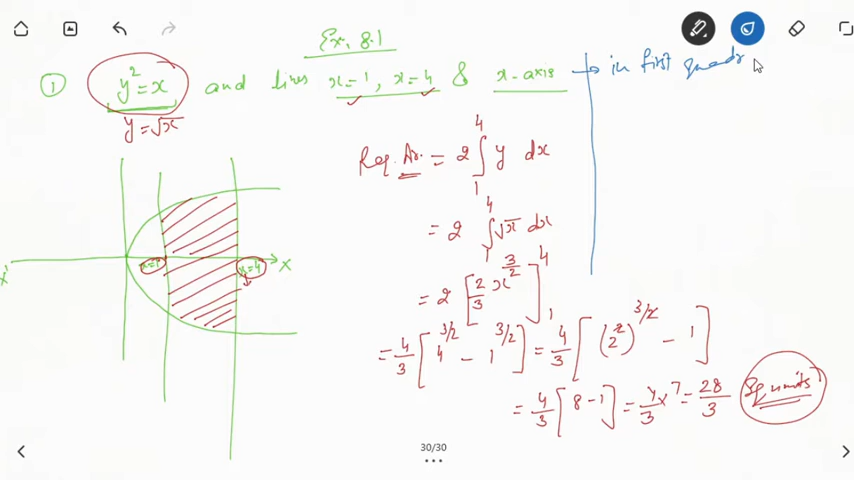 Ex. 8.1
① y² = x and lines x=1, x=4 & x-axis → in first quadr
y = √x
Req. Ar. = 2 ∫₁⁴ y dx
= 2 ∫₁⁴ √x dx
= 2 [2/3 x^(3/2)]₁⁴
= 4/3 [4^(3/2) - 1^(3/2)] = 4/3 [(2²)^(3/2) - 1]
= 4/3 [8-1] = 4/3 x 7 = 28/3 Sq units
x' x=1 x=4 X
30/30